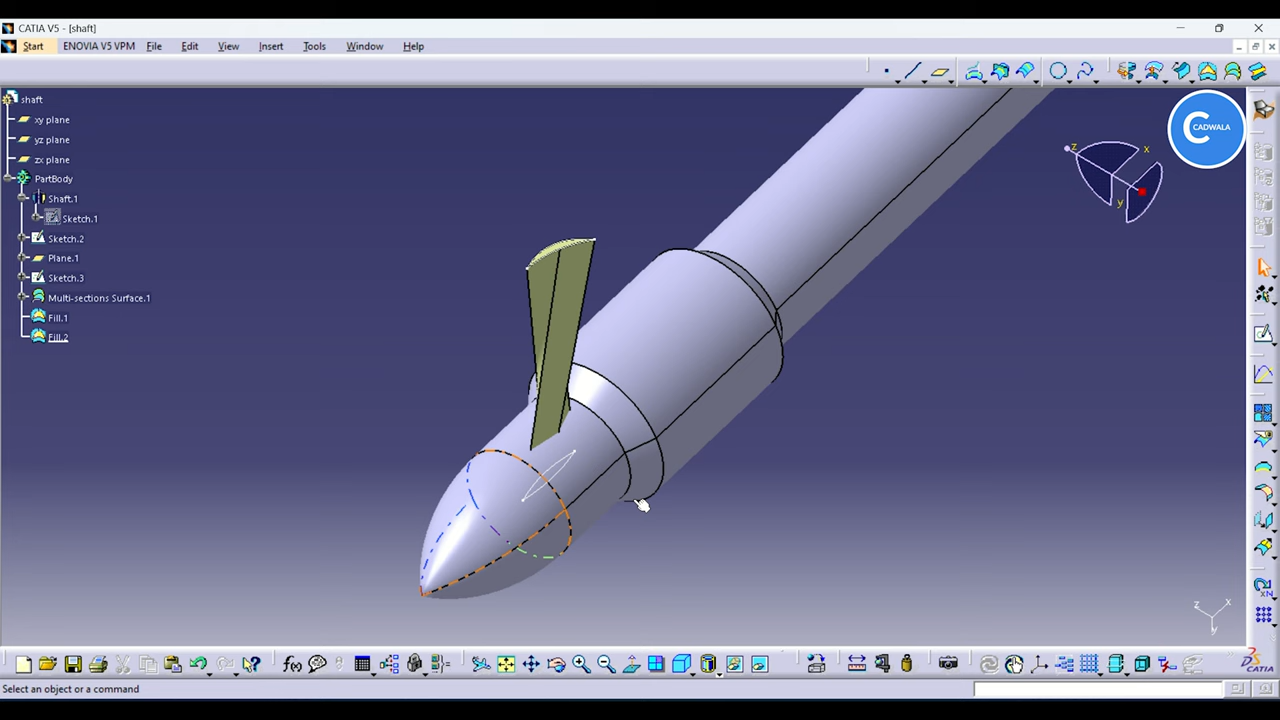 CATIA V5 - [shaft]
Start ENOVIA V5 VPM File Edit View Insert Tools Window Help
shaft
xy plane
yz plane
zx plane
PartBody
Shaft.1
Sketch.1
Sketch.2
Plane.1
Sketch.3
Multi-sections Surface.1
Fill.1
Fill.2
C CADWALA
z x
y
z x
y
f(x)
xN
CATIA
Select an object or a command